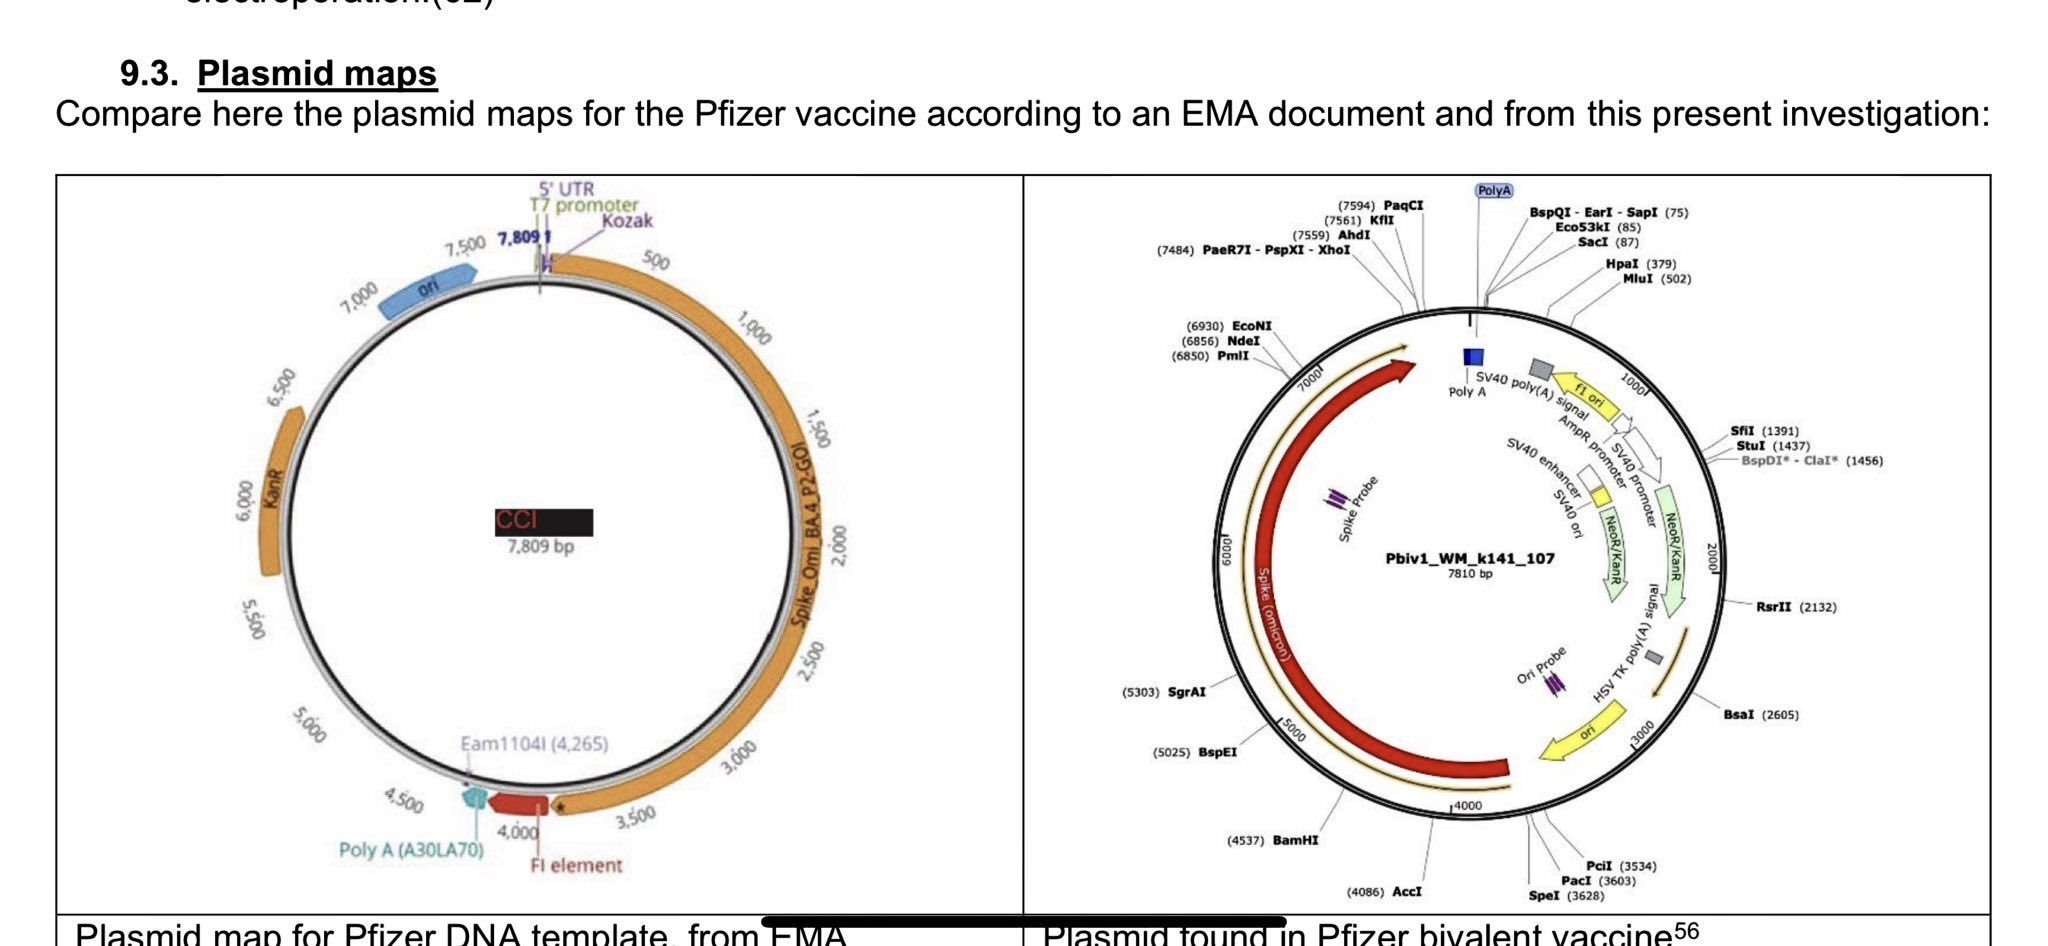 9.3. Plasmid maps
Compare here the plasmid maps for the Pfizer vaccine according to an EMA document and from this present investigation:
5' UTR
T7 promoter
Kozak
7,500
7,809
1
500
ori
7,000
1,000
6,500
1,500
KanR
6,000
CCI
7,809 bp
Spike_Omi_BA.4_P2-GOI
2,000
5,500
2,500
5,000
Eam1104I (4,265)
3,000
4,500
3,500
4,000
Poly A (A30LA70)
FI element
PolyA
(7594) PaqCI
(7561) KflI
(7559) AhdI
(7484) PaeR7I - PspXI - XhoI
BspQI - EarI - SapI (75)
Eco53kI (85)
SacI (87)
HpaI (379)
MluI (502)
(6930) EcoNI
(6856) NdeI
(6850) PmlI
7000
Poly A
SV40 poly(A) signal
f1 ori
1000
AmpR promoter
SV40 promoter
SfiI (1391)
StuI (1437)
BspDI* - ClaI* (1456)
SV40 enhancer
SV40 ori
Spike Probe
NeoR/KanR
NeoR/KanR
6000
Pbiv1_WM_k141_107
7810 bp
2000
Spike (omicron)
RsrII (2132)
HSV TK poly(A) signal
Ori Probe
(5303) SgrAI
BsaI (2605)
5000
ori
3000
(5025) BspEI
4000
(4537) BamHI
PciI (3534)
PacI (3603)
SpeI (3628)
(4086) AccI
Plasmid map for Pfizer DNA template, from EMA
Plasmid found in Pfizer bivalent vaccine56